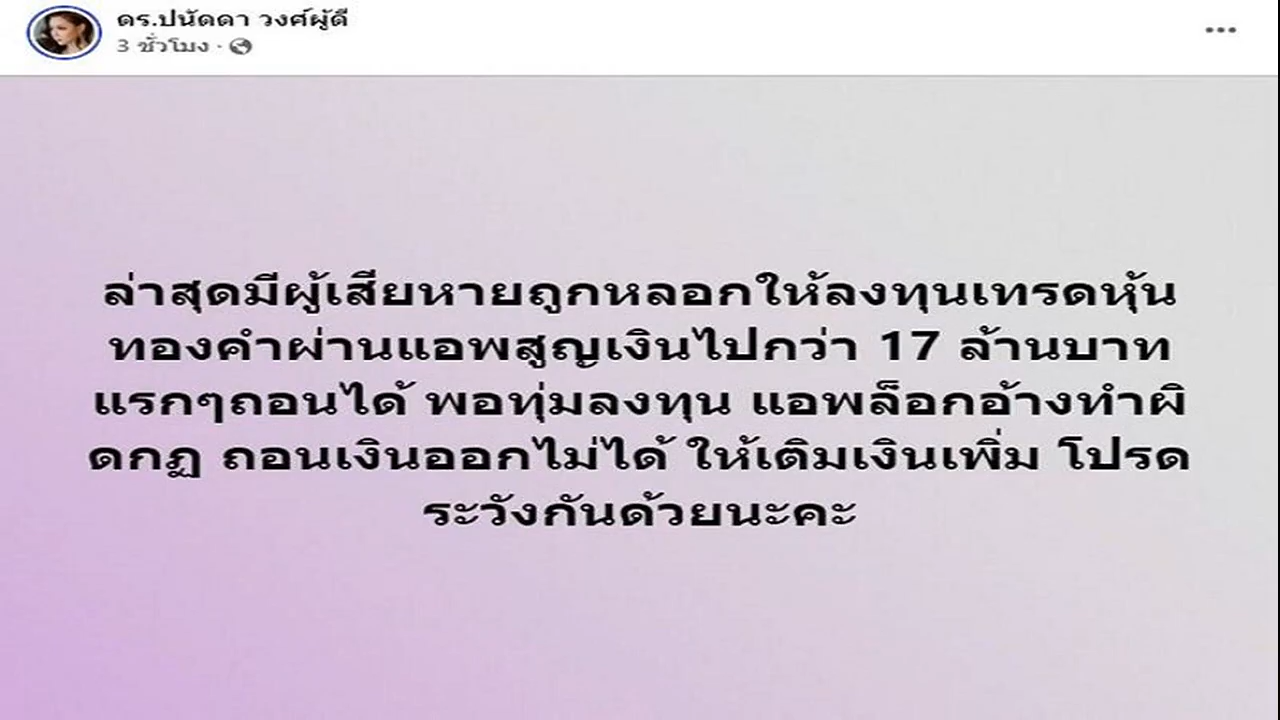 ดร.ปนัดดา วงศ์ผู้ดี
3 ชั่วโมง ·
ล่าสุดมีผู้เสียหายถูกหลอกให้ลงทุนเทรดหุ้น
ทองคำผ่านแอพสูญเงินไปกว่า 17 ล้านบาท
แรกๆถอนได้ พอทุ่มลงทุน แอพล็อกอ้างทำผิ
ดกฏ ถอนเงินออกไม่ได้ ให้เติมเงินเพิ่ม โปรด
ระวังกันด้วยนะคะ